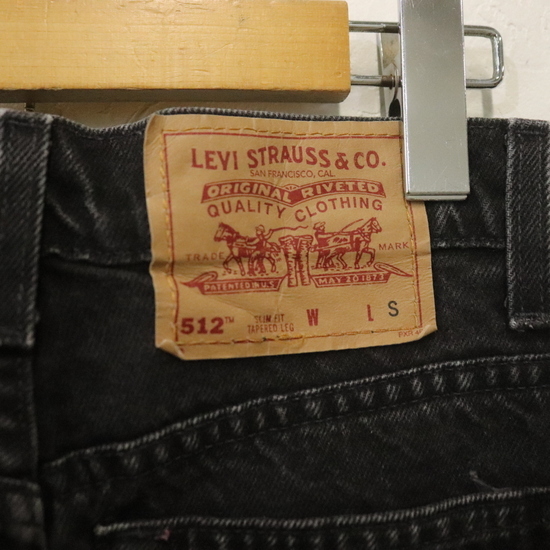 LEVI STRAUSS & CO.
SAN FRANCISCO, CAL.
ORIGINAL RIVETED
QUALITY CLOTHING
TRADE MARK
PATENTED IN U.S. MAY 20 1873
512™ SLIM FIT W L S
TAPERED LEG